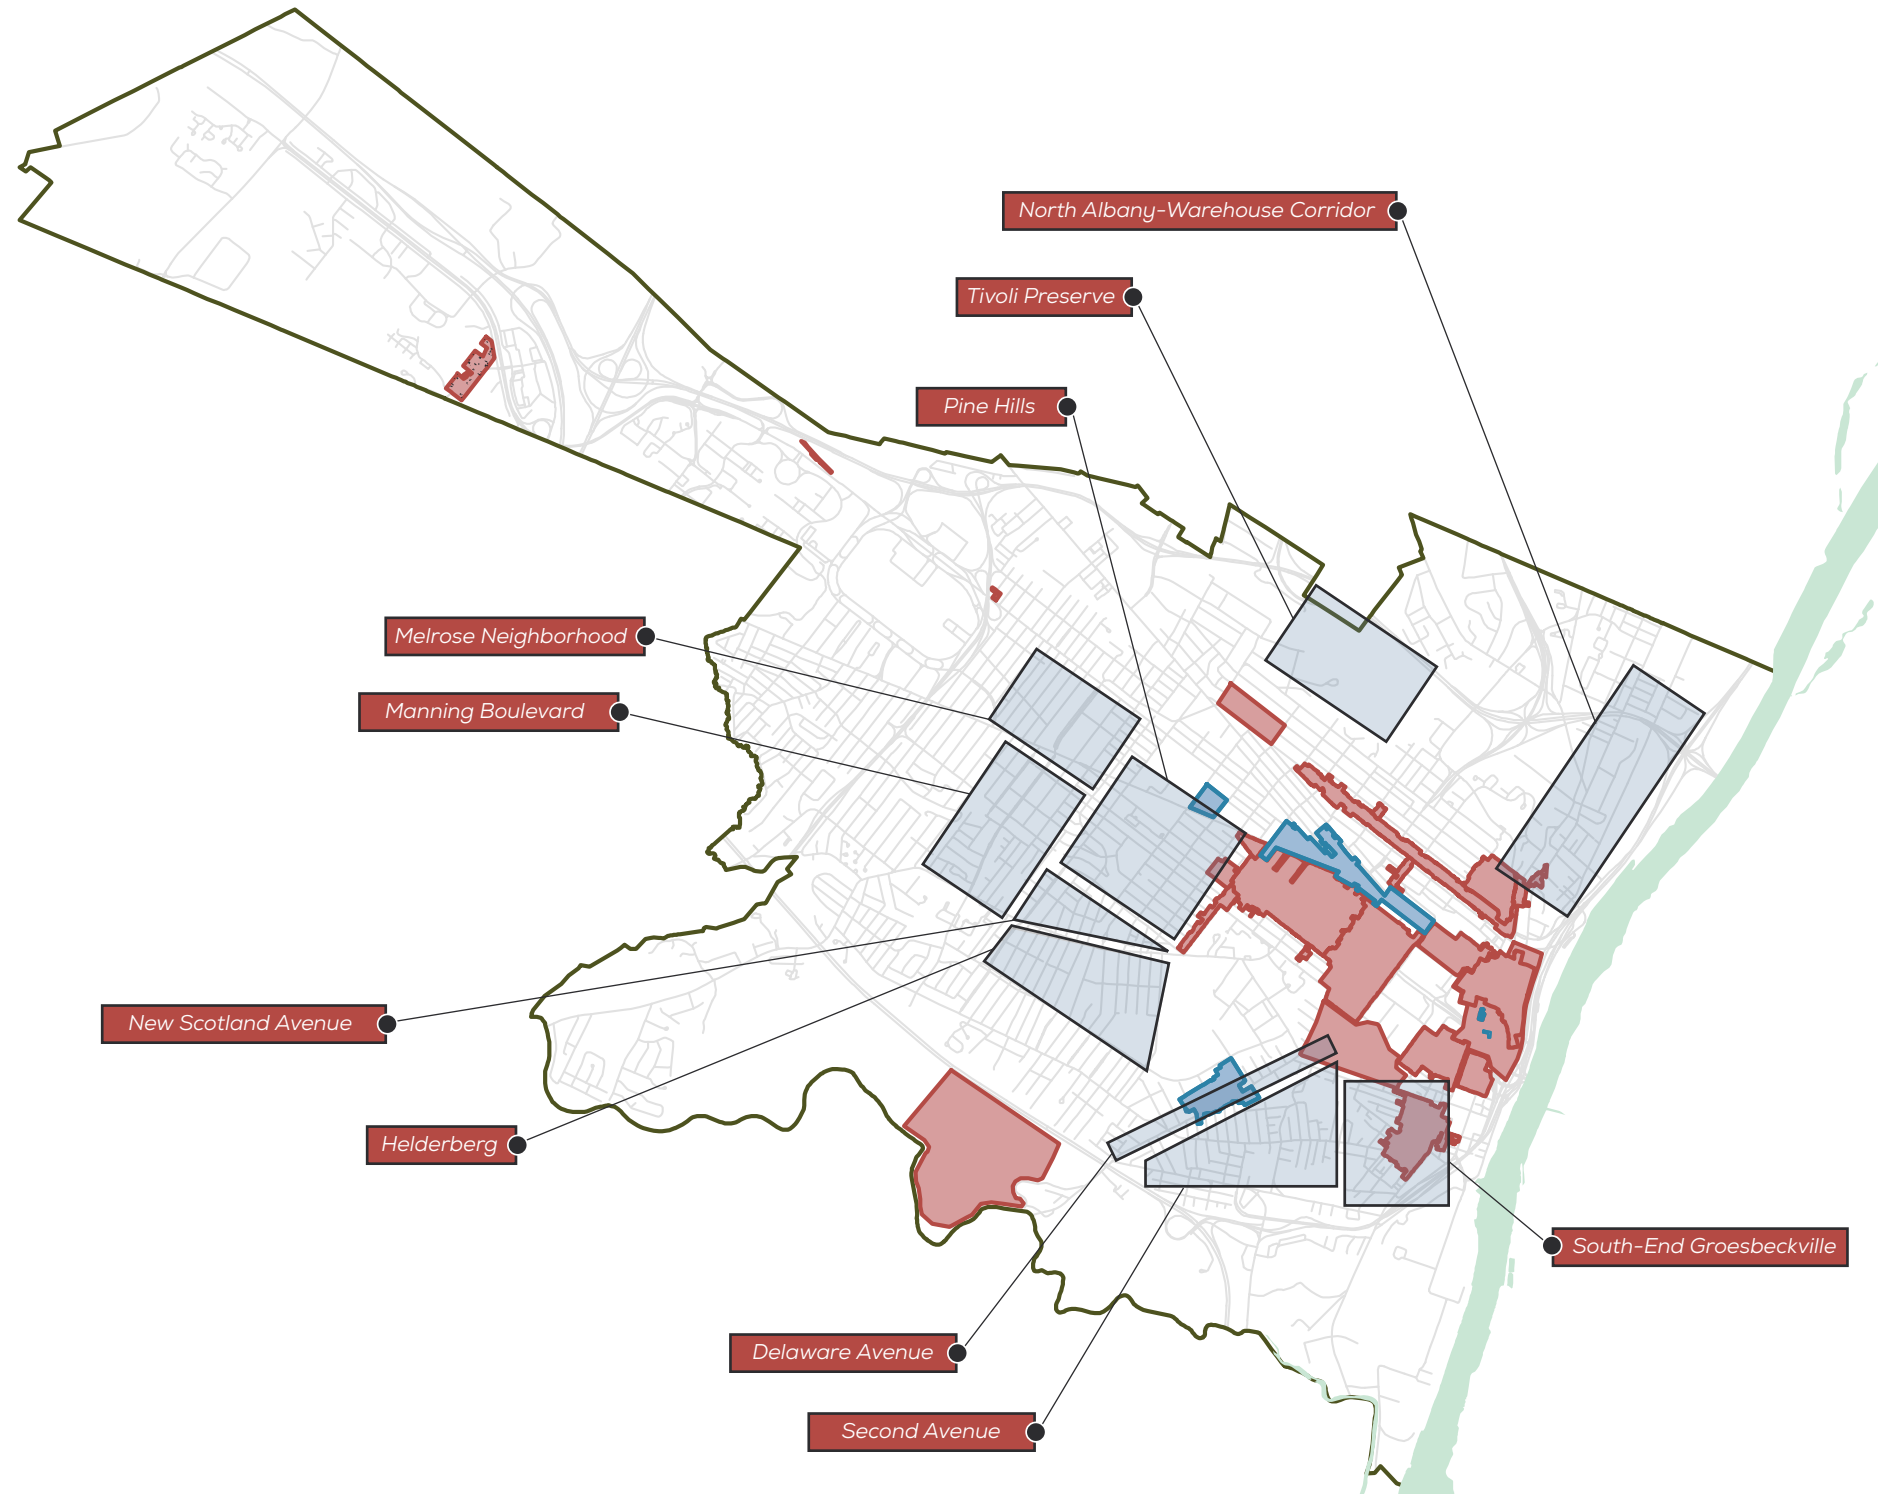 North Albany-Warehouse Corridor
Tivoli Preserve
Pine Hills
Melrose Neighborhood
Manning Boulevard
New Scotland Avenue
Helderberg
South-End Groesbeckville
Delaware Avenue
Second Avenue